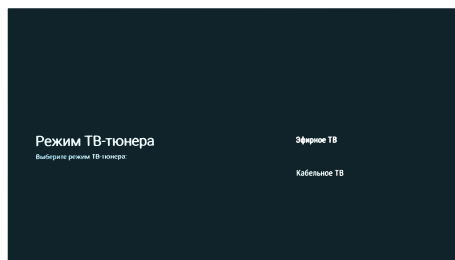 Режим ТВ-тюнера
Выберите режим ТВ-тюнера:
Эфирное ТВ
Кабельное ТВ